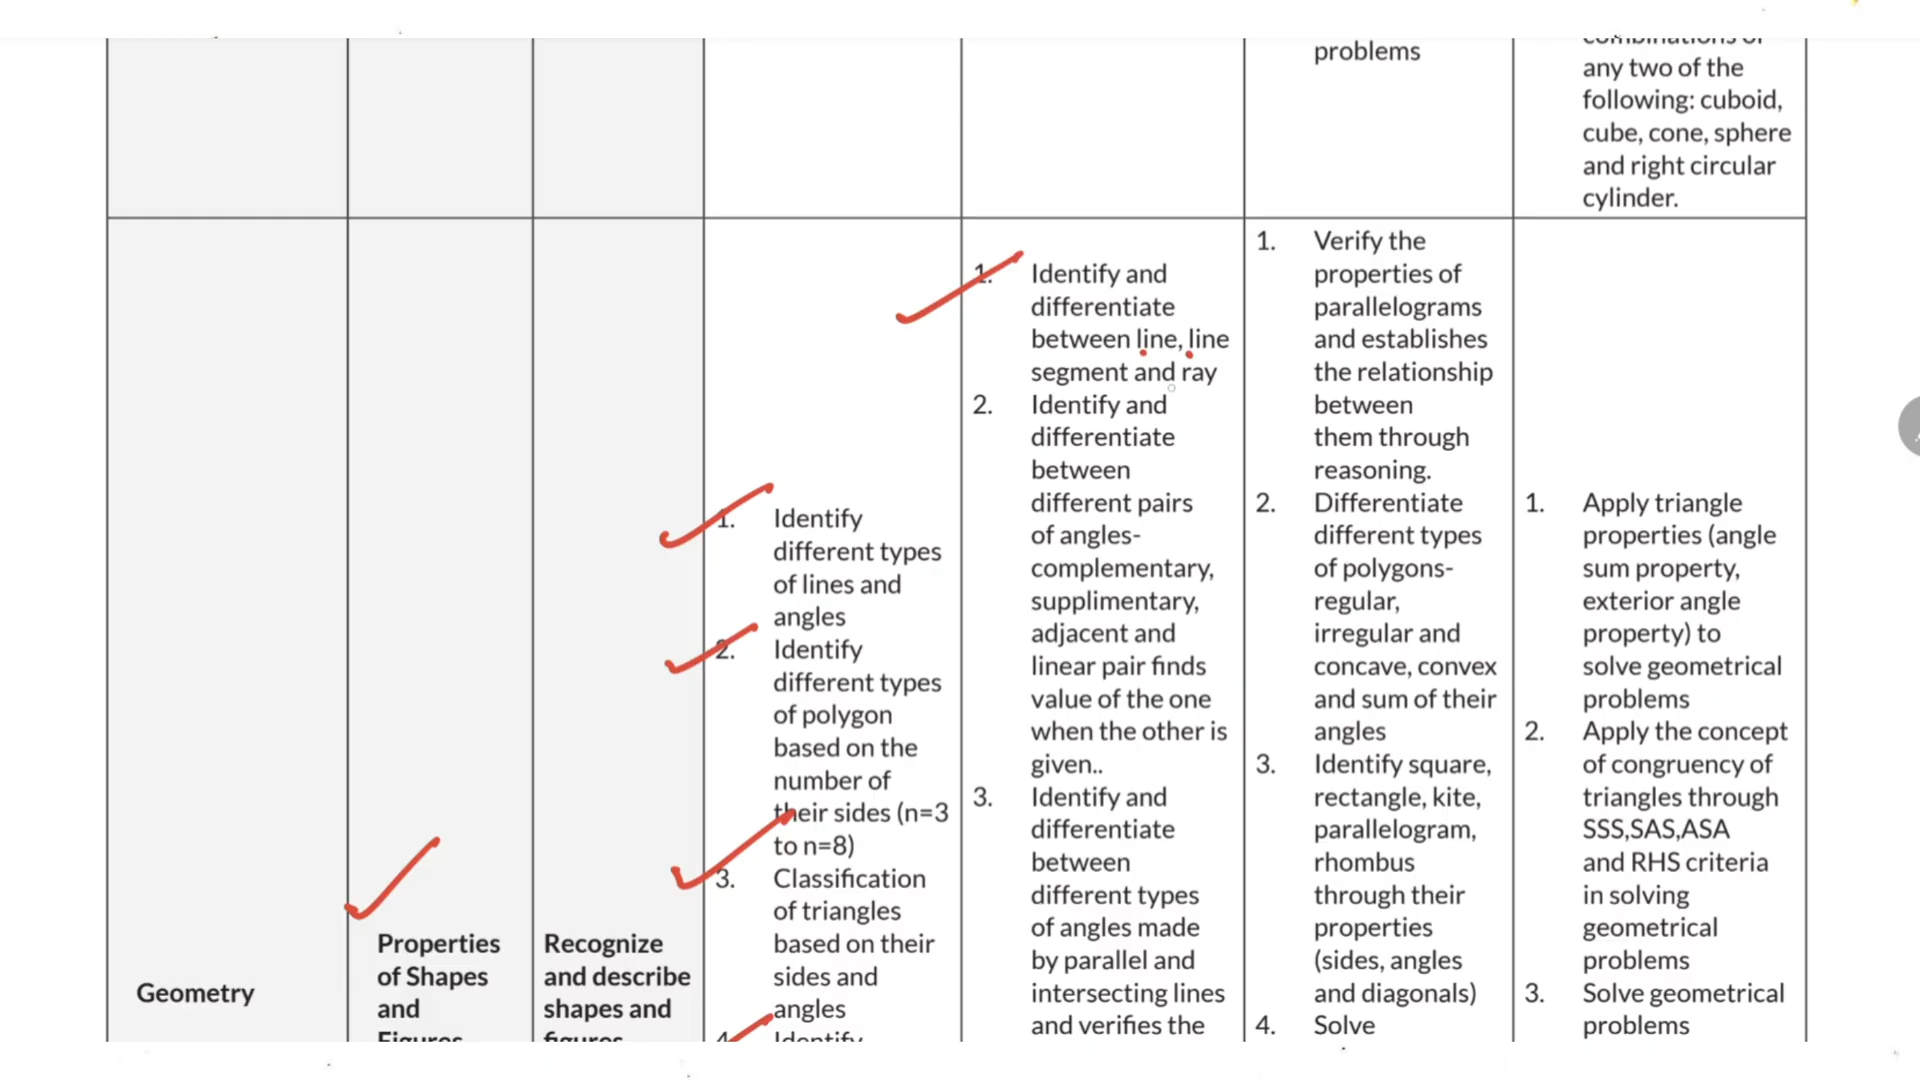 problems
combinations of
any two of the
following: cuboid,
cube, cone, sphere
and right circular
cylinder.
Geometry
Properties
of Shapes
and
Figures
Recognize
and describe
shapes and
figures
1. Identify
different types
of lines and
angles
2. Identify
different types
of polygon
based on the
number of
their sides (n=3
to n=8)
3. Classification
of triangles
based on their
sides and
angles
4. Identify
1. Identify and
differentiate
between line, line
segment and ray
2. Identify and
differentiate
between
different pairs
of angles-
complementary,
supplimentary,
adjacent and
linear pair finds
value of the one
when the other is
given..
3. Identify and
differentiate
between
different types
of angles made
by parallel and
intersecting lines
and verifies the
1. Verify the
properties of
parallelograms
and establishes
the relationship
between
them through
reasoning.
2. Differentiate
different types
of polygons-
regular,
irregular and
concave, convex
and sum of their
angles
3. Identify square,
rectangle, kite,
parallelogram,
rhombus
through their
properties
(sides, angles
and diagonals)
4. Solve
1. Apply triangle
properties (angle
sum property,
exterior angle
property) to
solve geometrical
problems
2. Apply the concept
of congruency of
triangles through
SSS,SAS,ASA
and RHS criteria
in solving
geometrical
problems
3. Solve geometrical
problems